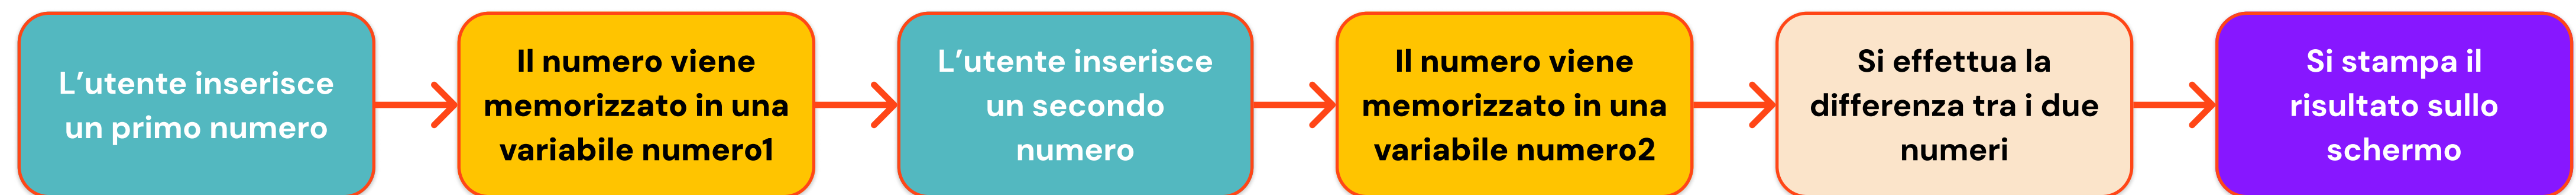 L’utente inserisce
un primo numero
Il numero viene
memorizzato in una
variabile numero1
L’utente inserisce
un secondo
numero
Il numero viene
memorizzato in una
variabile numero2
Si effettua la
differenza tra i due
numeri
Si stampa il
risultato sullo
schermo